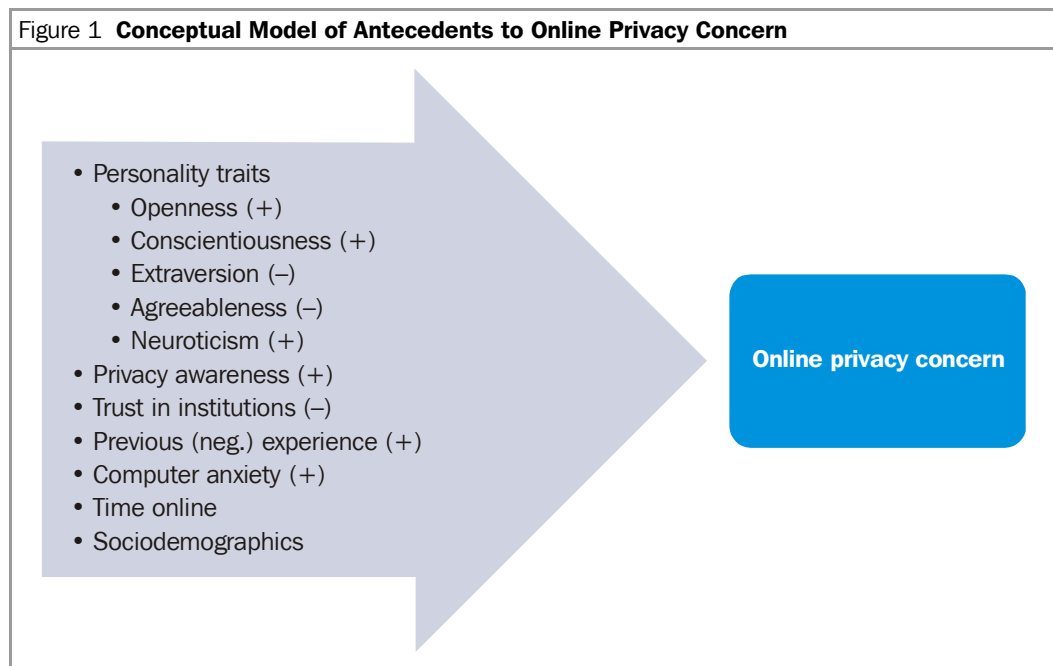 Figure 1 Conceptual Model of Antecedents to Online Privacy Concern
• Personality traits
• Openness (+)
• Conscientiousness (+)
• Extraversion (–)
• Agreeableness (–)
• Neuroticism (+)
• Privacy awareness (+)
• Trust in institutions (–)
• Previous (neg.) experience (+)
• Computer anxiety (+)
• Time online
• Sociodemographics
Online privacy concern